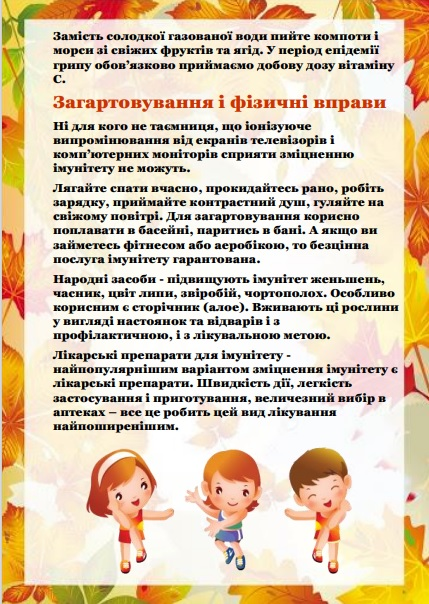 Замість солодкої газованої води пийте компоти і
морси зі свіжих фруктів та ягід. У період епідемії
грипу обов’язково приймаємо добову дозу вітаміну
С.
Загартовування і фізичні вправи
Ні для кого не таємниця, що іонізуюче
випромінювання від екранів телевізорів і
комп’ютерних моніторів сприяти зміцненню
імунітету не можуть.
Лягайте спати вчасно, прокидайтесь рано, робіть
зарядку, приймайте контрастний душ, гуляйте на
свіжому повітрі. Для загартовування корисно
поплавати в басейні, паритись в бані. А якщо ви
займетесь фітнесом або аеробікою, то безцінна
послуга імунітету гарантована.
Народні засоби - підвищують імунітет женьшень,
часник, цвіт липи, звіробій, чортополох. Особливо
корисним є сторічник (алое). Вживають ці рослини
у вигляді настоянок та відварів і з
профілактичною, і з лікувальною метою.
Лікарські препарати для імунітету -
найпопулярнішим варіантом зміцнення імунітету є
лікарські препарати. Швидкість дії, легкість
застосування і приготування, величезний вибір в
аптеках – все це робить цей вид лікування
найпоширенішим.